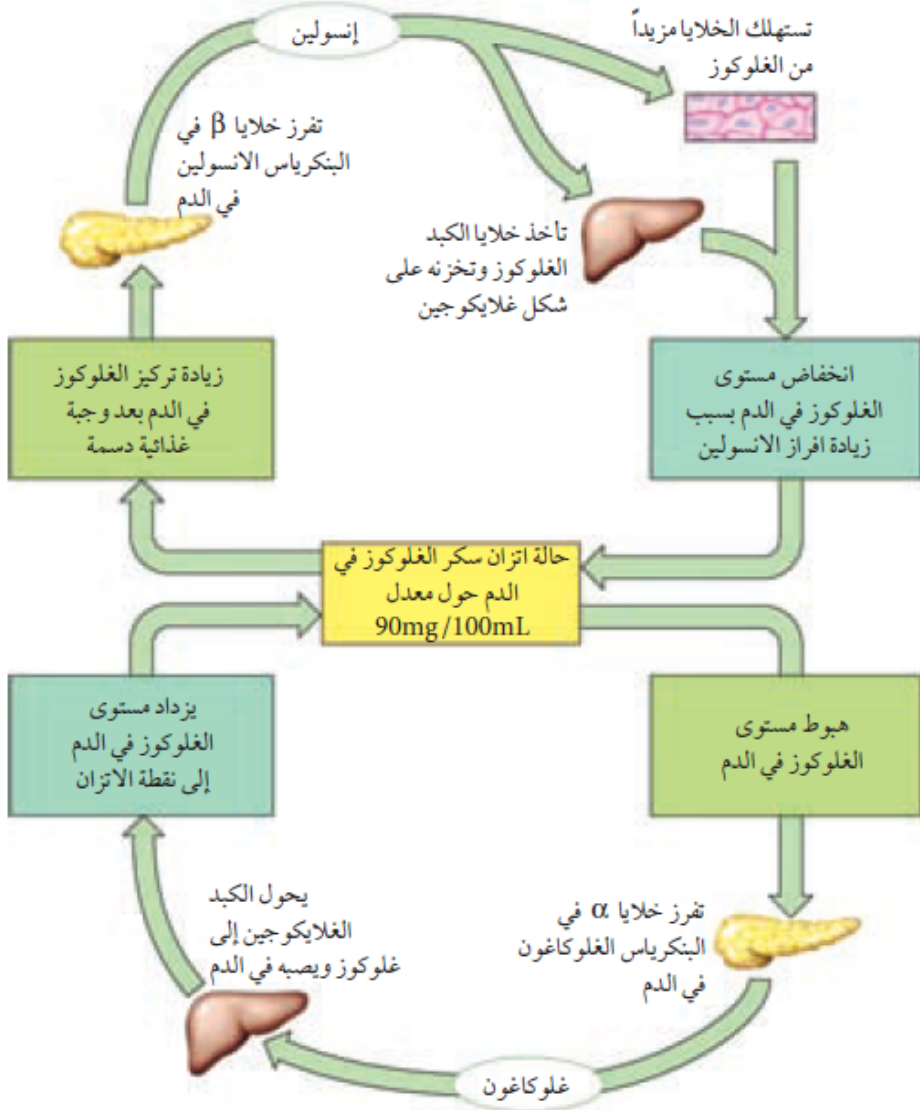 إنسولين
تستهلك الخلايا مزيداً
من الغلوكوز
تفرز خلايا β في
البنكرياس الانسولين
في الدم
تأخذ خلايا الكبد
الغلوكوز وتخزنه على
شكل غلايكوجين
انخفاض مستوى
الغلوكوز في الدم بسبب
زيادة افراز الانسولين
زيادة تركيز الغلوكوز
في الدم بعد وجبة
غذائية دسمة
حالة اتزان سكر الغلوكوز في
الدم حول معدل
90mg/100mL
هبوط مستوى
الغلوكوز في الدم
يزداد مستوى
الغلوكوز في الدم
إلى نقطة الاتزان
تفرز خلايا α في
البنكرياس الغلوكاغون
في الدم
يحول الكبد
الغلايكوجين إلى
غلوكوز ويصبه في الدم
غلوكاغون